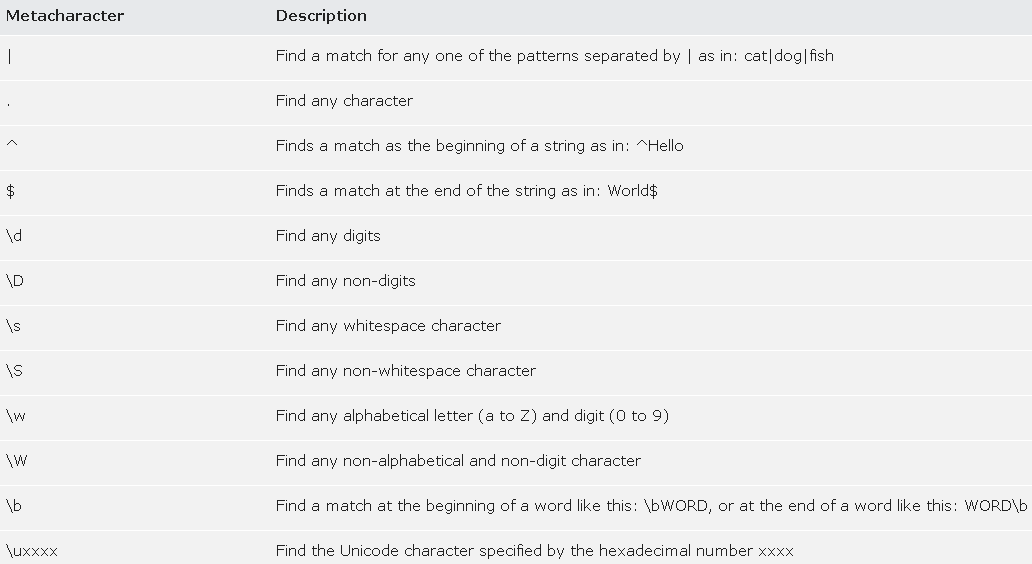 Metacharacter Description
| Find a match for any one of the patterns separated by | as in: cat|dog|fish
. Find any character
^ Finds a match as the beginning of a string as in: ^Hello
$ Finds a match at the end of the string as in: World$
\d Find any digits
\D Find any non-digits
\s Find any whitespace character
\S Find any non-whitespace character
\w Find any alphabetical letter (a to Z) and digit (0 to 9)
\W Find any non-alphabetical and non-digit character
\b Find a match at the beginning of a word like this: \bWORD, or at the end of a word like this: WORD\b
\uxxxx Find the Unicode character specified by the hexadecimal number xxxx